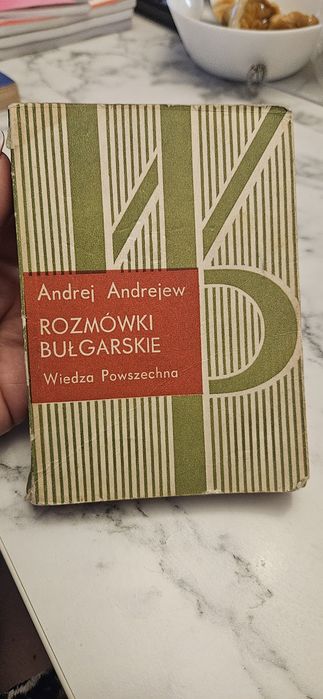 Andrej Andrejew
ROZMÓWKI
BUŁGARSKIE
Wiedza Powszechna